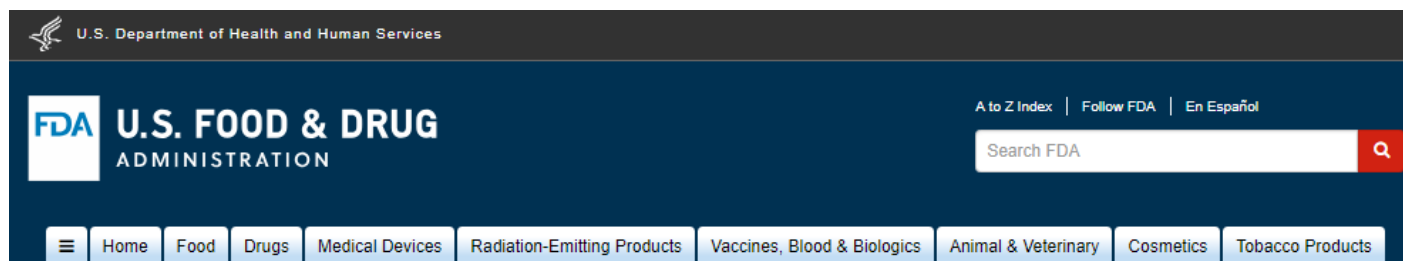 U.S. Department of Health and Human Services
A to Z Index | Follow FDA | En Español
FDA U.S. FOOD & DRUG
ADMINISTRATION
Search FDA
Home Food Drugs Medical Devices Radiation-Emitting Products Vaccines, Blood & Biologics Animal & Veterinary Cosmetics Tobacco Products